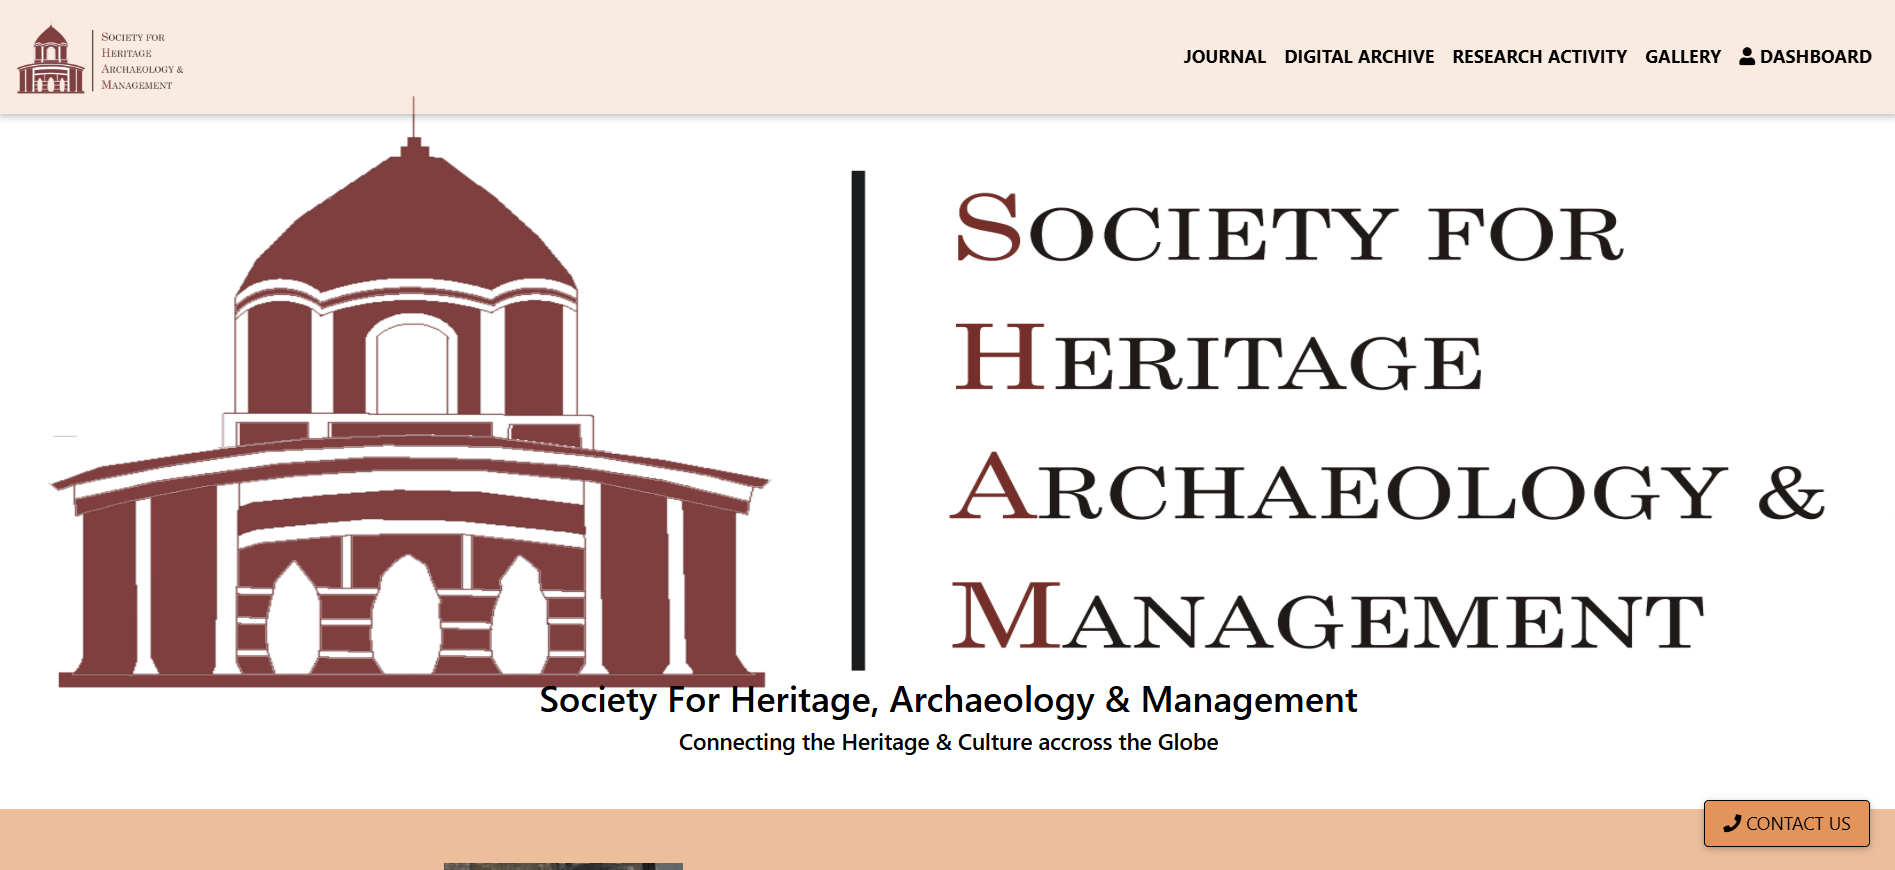 SOCIETY FOR
HERITAGE
ARCHAEOLOGY &
MANAGEMENT
JOURNAL DIGITAL ARCHIVE RESEARCH ACTIVITY GALLERY DASHBOARD
SOCIETY FOR
HERITAGE
ARCHAEOLOGY &
MANAGEMENT
Society For Heritage, Archaeology & Management
Connecting the Heritage & Culture accross the Globe
CONTACT US